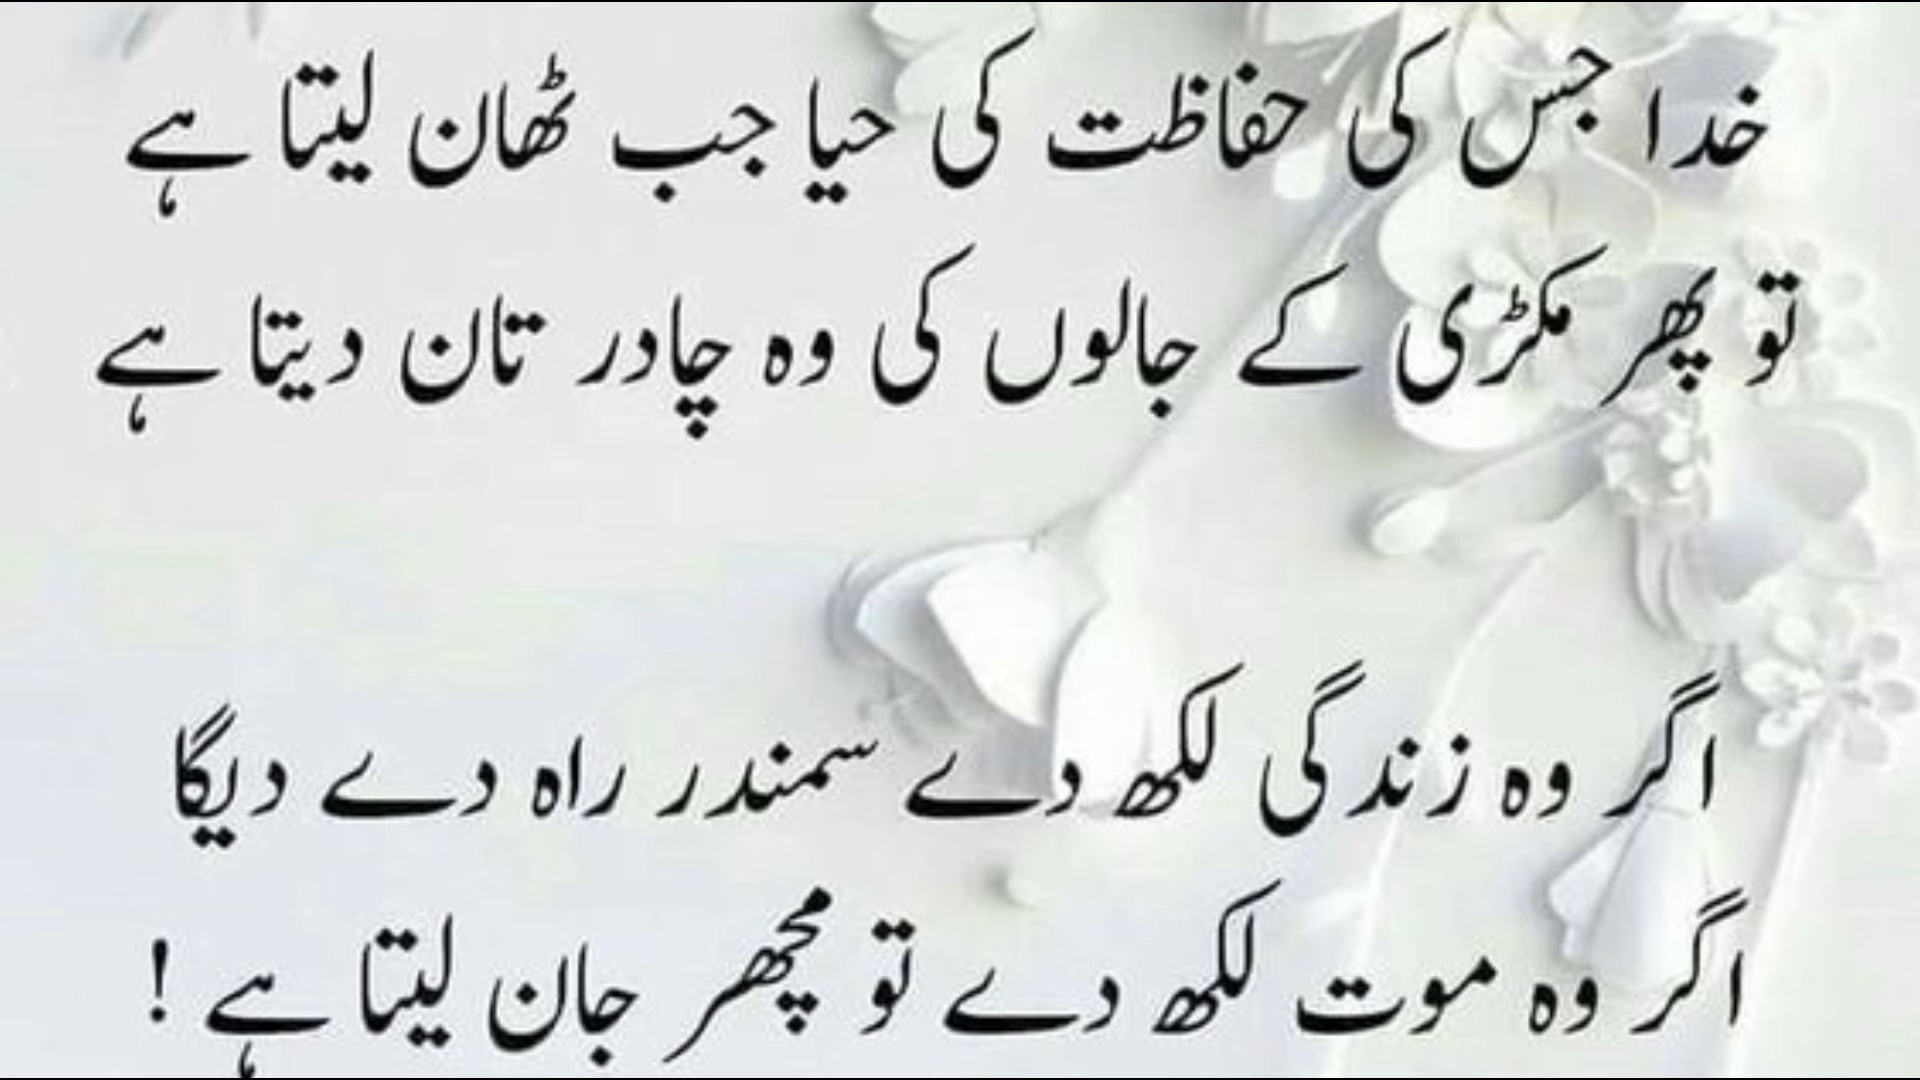 خدا جس کی حفاظت کی حیا جب ٹھان لیتا ہے
تو پھر مکڑی کے جالوں کی وہ چادر تان دیتا ہے
اگر وہ زندگی لکھ دے سمندر راہ دے دیگا
اگر وہ موت لکھ دے تو مچھر جان لیتا ہے !